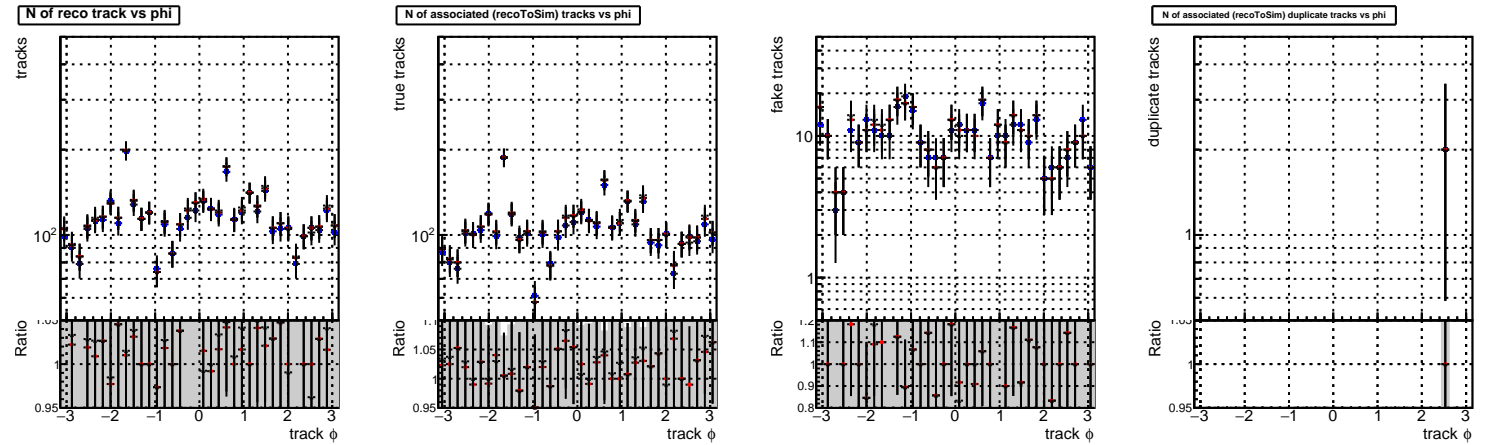 N of reco track vs phi
tracks
10²
Ratio
1.05
1
0.95
−3 −2 −1 0 1 2 3
track ϕ
N of associated (recoToSim) tracks vs phi
true tracks
10²
Ratio
1.1
1.05
1
0.95
−3 −2 −1 0 1 2 3
track ϕ
fake tracks
10
1
Ratio
1.2
1.1
1
0.9
0.8
−3 −2 −1 0 1 2 3
track ϕ
N of associated (recoToSim) duplicate tracks vs phi
duplicate tracks
1
Ratio
1.05
1
0.95
−3 −2 −1 0 1 2 3
track ϕ